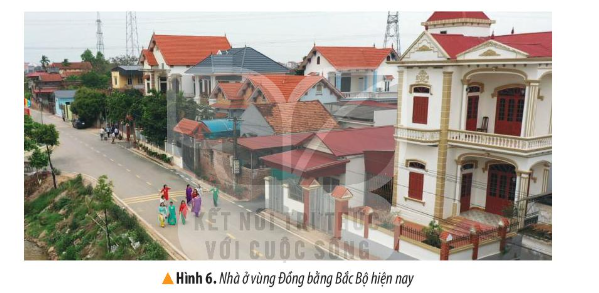 KẾT NỐI TRI THỨC
VỚI CUỘC SỐNG
Hình 6. Nhà ở vùng Đồng bằng Bắc Bộ hiện nay